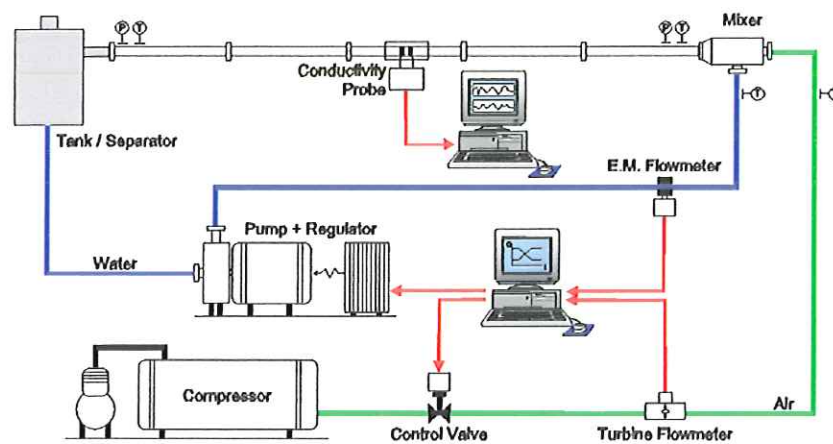 P T
P T
Mixer
Conductivity
Probe
T
Tank / Separator
E.M. Flowmeter
Pump + Regulator
Water
Compressor
Air
Control Valve
Turbine Flowmeter